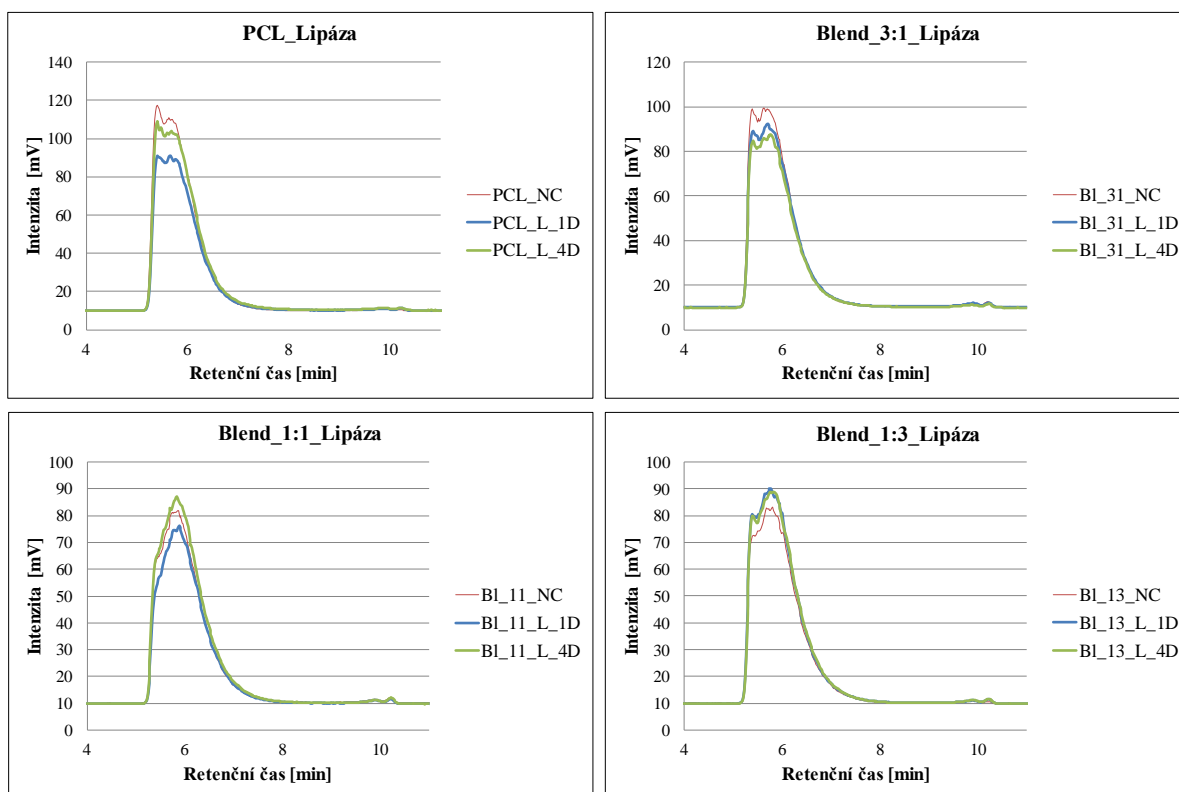 PCL_Lipáza
Intenzita [mV]
140
120
100
80
60
40
20
0
4 6 8 10
Retenční čas [min]
PCL_NC
PCL_L_1D
PCL_L_4D
Blend_3:1_Lipáza
Intenzita [mV]
120
100
80
60
40
20
0
4 6 8 10
Retenční čas [min]
Bl_31_NC
Bl_31_L_1D
Bl_31_L_4D
Blend_1:1_Lipáza
Intenzita [mV]
100
90
80
70
60
50
40
30
20
10
0
4 6 8 10
Retenční čas [min]
Bl_11_NC
Bl_11_L_1D
Bl_11_L_4D
Blend_1:3_Lipáza
Intenzita [mV]
100
90
80
70
60
50
40
30
20
10
0
4 6 8 10
Retenční čas [min]
Bl_13_NC
Bl_13_L_1D
Bl_13_L_4D